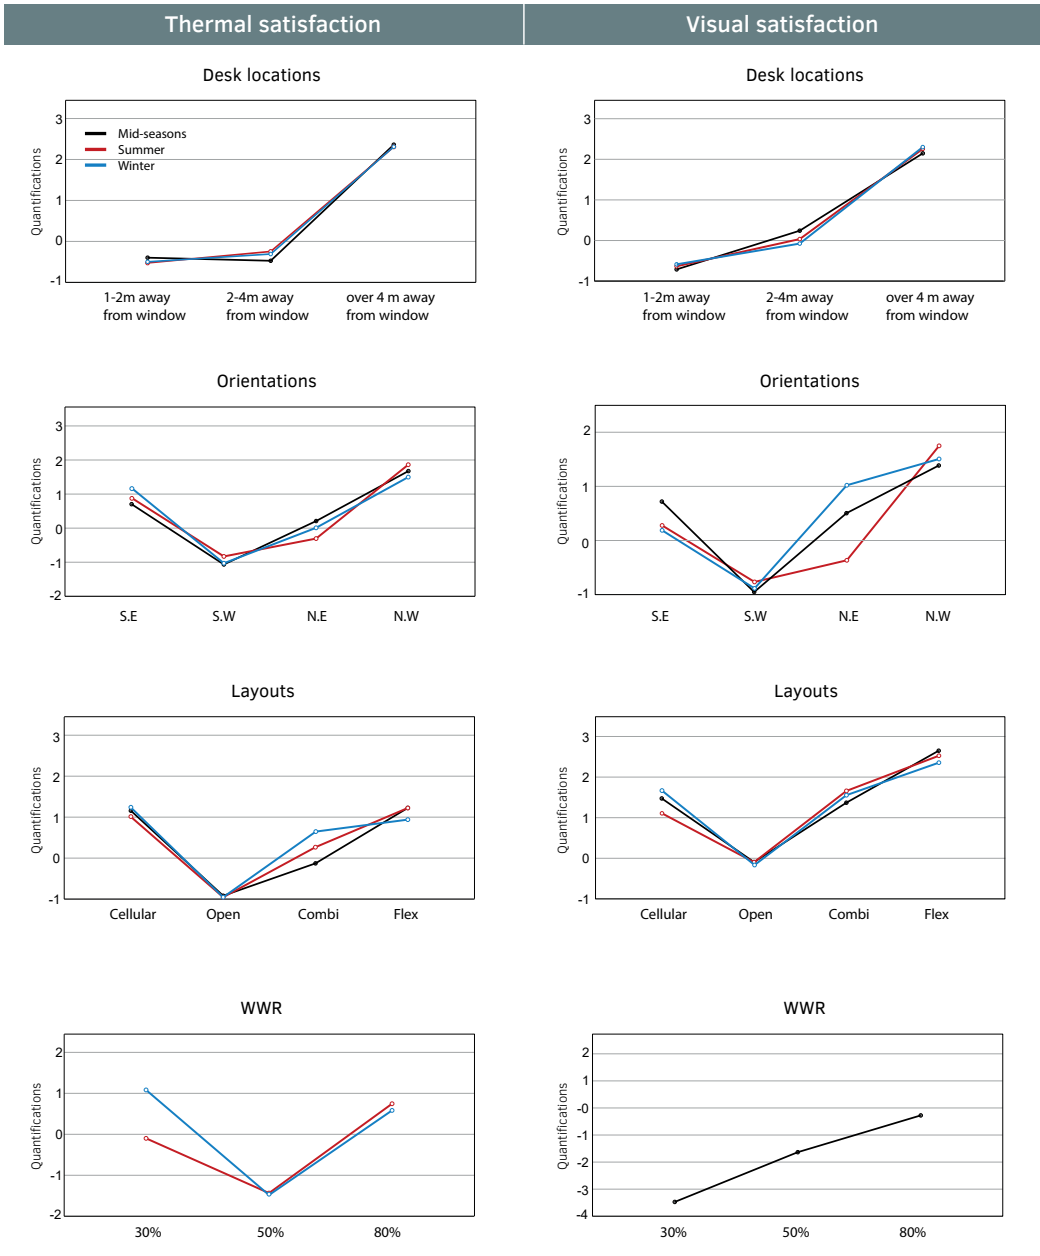 Thermal satisfaction
Visual satisfaction
Desk locations
Quantifications
3
2
1
0
-1
Mid-seasons
Summer
Winter
1-2m away
from window
2-4m away
from window
over 4 m away
from window
Desk locations
Quantifications
3
2
1
0
-1
1-2m away
from window
2-4m away
from window
over 4 m away
from window
Orientations
Quantifications
3
2
1
0
-1
-2
S.E
S.W
N.E
N.W
Orientations
Quantifications
2
1
0
-1
S.E
S.W
N.E
N.W
Layouts
Quantifications
3
2
1
0
-1
Cellular
Open
Combi
Flex
Layouts
Quantifications
3
2
1
0
-1
Cellular
Open
Combi
Flex
WWR
Quantifications
2
1
0
-1
-2
30%
50%
80%
WWR
Quantifications
2
1
-0
-1
-2
-3
-4
30%
50%
80%